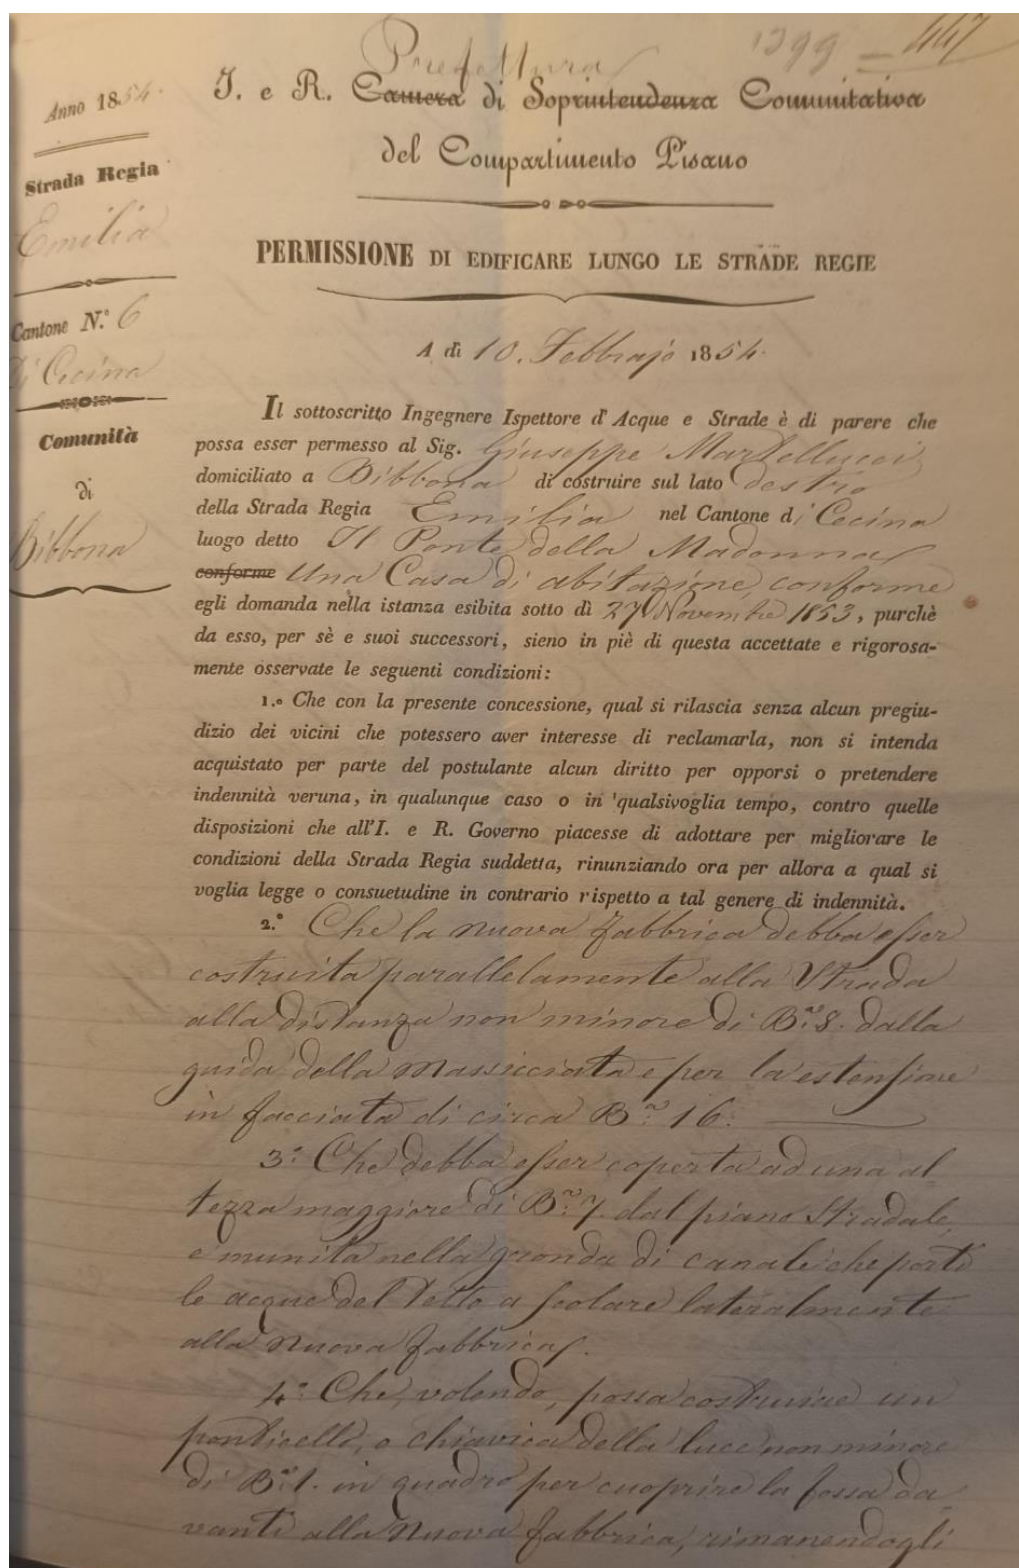 1399 – 447
Prefettura
I. e R. Camera di Soprintendenza Comunitativa
del Compartimento Pisano
Anno 1854.
Strada Regia
Emilia
Cantone N.° 6
Di Cecina
Comunità
di
Bibbona
PERMISSIONE DI EDIFICARE LUNGO LE STRADE REGIE
A dì 10. Febbrajo 1854.
Il sottoscritto Ingegnere Ispettore d'Acque e Strade è di parere che
possa esser permesso al Sig. Giuseppe Martellucci
domiciliato a Bibbona di costruire sul lato destro
della Strada Regia Emilia nel Cantone di Cecina
luogo detto Il Ponte della Madonna
conforme Una Casa di abitazione, conforme
egli domanda nella istanza esibita sotto dì 27 Novembre 1853, purchè
da esso, per sè e suoi successori, sieno in piè di questa accettate e rigorosa-
mente osservate le seguenti condizioni:
1.° Che con la presente concessione, qual si rilascia senza alcun pregiu-
dizio dei vicini che potessero aver interesse di reclamarla, non si intenda
acquistato per parte del postulante alcun diritto per opporsi o pretendere
indennità veruna, in qualunque caso o in qualsivoglia tempo, contro quelle
disposizioni che all'I. e R. Governo piacesse di adottare per migliorare le
condizioni della Strada Regia suddetta, rinunziando ora per allora a qual si
voglia legge o consuetudine in contrario rispetto a tal genere di indennità.
2.° Che la nuova fabbrica debba esser
costruita parallelamente alla Strada
alla distanza non minore di B.a 8. dalla
guida della Massicciata e per la estensione
in facciata di circa B.a 16.
3.° Che debba esser coperta ad una al-
tezza maggiore di B.a 7. dal piano Stradale,
e munita nella gronda di canale che porti
le acque del Tetto a scolare lateralmente
alla nuova fabbrica.
4.° Che, volendo, possa costruire un
ponticello, o chiavica della luce non minore
di B.a 1. in quadro per cuoprire la fossa da-
vanti alla nuova fabbrica, rimanendogli